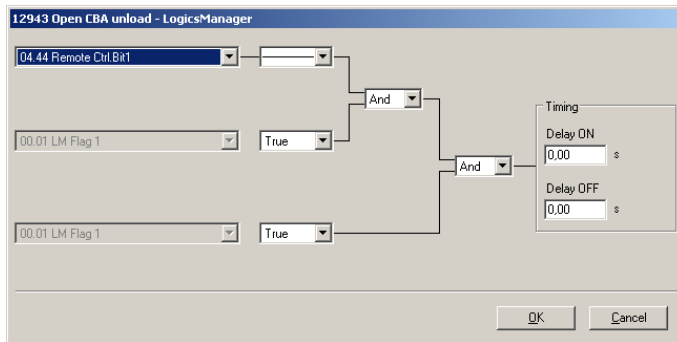 12943 Open CBA unload - LogicsManager
04.44 Remote Ctrl.Bit1
And
Timing
Delay ON
00.01 LM Flag 1 True
0,00 s
And
Delay OFF
0,00 s
00.01 LM Flag 1 True
OK Cancel